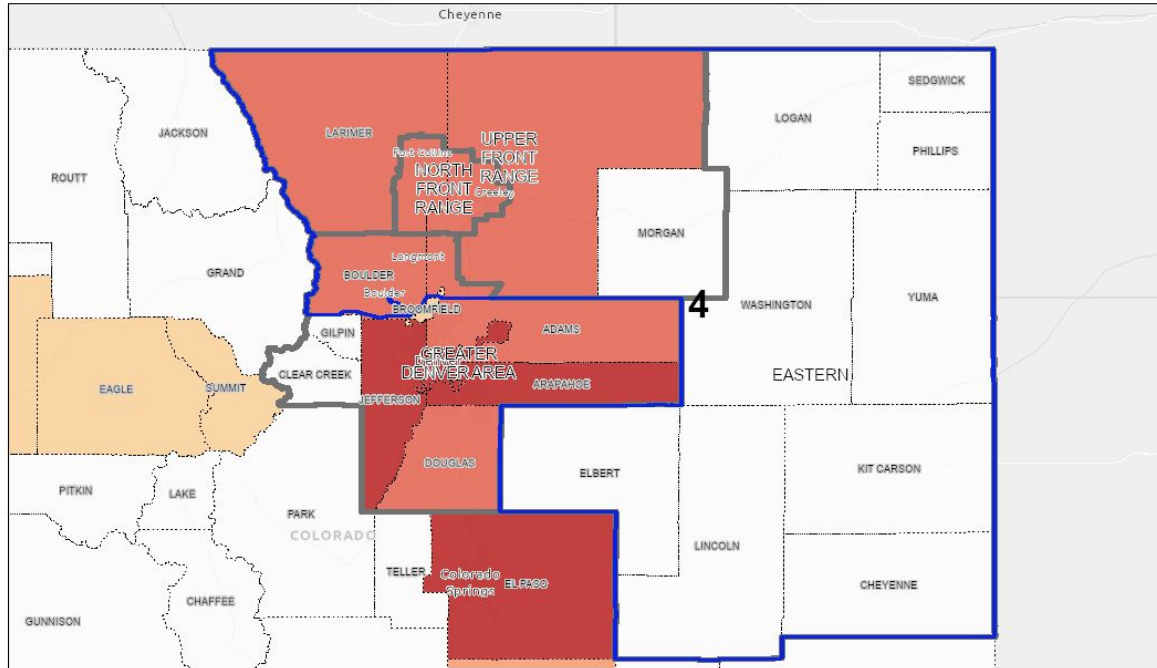 Cheyenne
SEDGWICK
LOGAN
JACKSON
LARIMER
UPPER
FRONT
RANGE
PHILLIPS
Fort Collins
ROUTT
NORTH
FRONT
RANGE
Greeley
MORGAN
GRAND
Longmont
BOULDER
Boulder
BROOMFIELD
4
WASHINGTON
YUMA
GILPIN
ADAMS
GREATER
DENVER AREA
Denver
CLEAR CREEK
EASTERN
EAGLE
SUMMIT
ARAPAHOE
JEFFERSON
DOUGLAS
ELBERT
KIT CARSON
PITKIN
LAKE
PARK
COLORADO
LINCOLN
TELLER
Colorado
Springs
EL PASO
CHEYENNE
CHAFFEE
GUNNISON